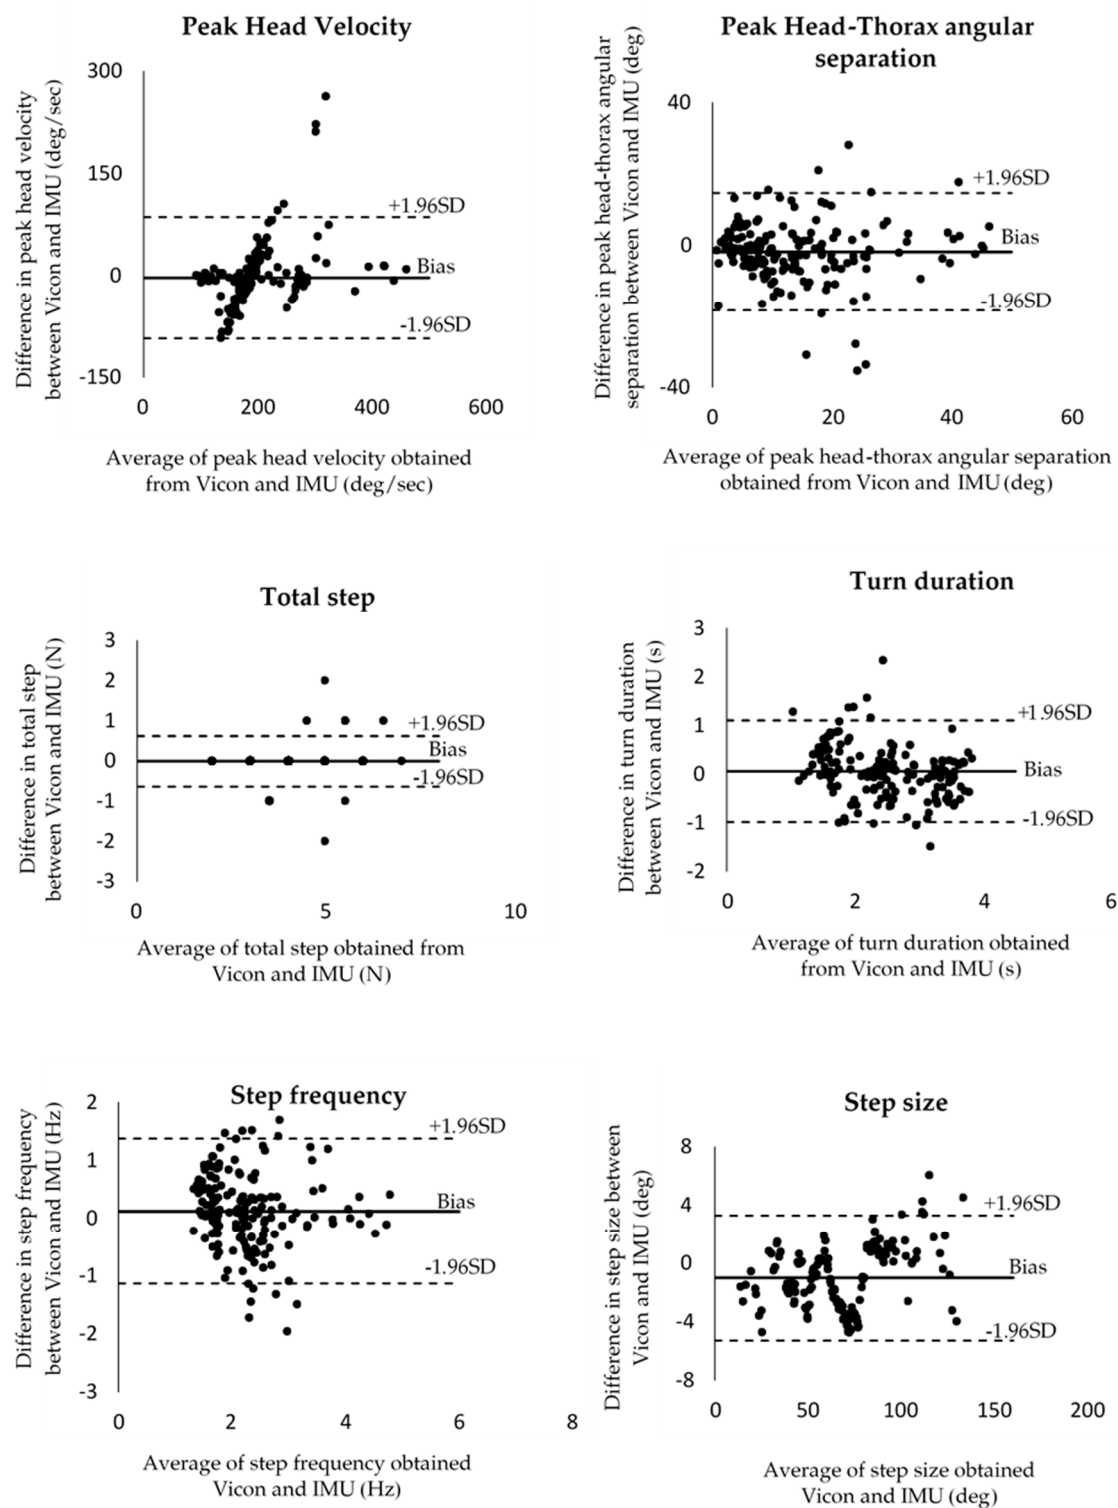 Peak Head Velocity
Difference in peak head velocity
between Vicon and IMU (deg/sec)
300
150
0
-150
+1.96SD
Bias
-1.96SD
0
200
400
600
Average of peak head velocity obtained
from Vicon and IMU (deg/sec)
Peak Head-Thorax angular
separation
Difference in peak head-thorax angular
separation between Vicon and IMU (deg)
40
0
-40
+1.96SD
Bias
-1.96SD
0
20
40
60
Average of peak head-thorax angular separation
obtained from Vicon and IMU (deg)
Total step
Difference in total step
between Vicon and IMU (N)
3
2
1
0
-1
-2
-3
+1.96SD
Bias
-1.96SD
0
5
10
Average of total step obtained from
Vicon and IMU (N)
Turn duration
Difference in turn duration
between Vicon and IMU (s)
3
2
1
0
-1
-2
+1.96SD
Bias
-1.96SD
0
2
4
6
Average of turn duration obtained
from Vicon and IMU (s)
Step frequency
Difference in step frequency
between Vicon and IMU (Hz)
2
1
0
-1
-2
-3
+1.96SD
Bias
-1.96SD
0
2
4
6
8
Average of step frequency obtained
Vicon and IMU (Hz)
Step size
Difference in step size between
Vicon and IMU (deg)
8
4
0
-4
-8
+1.96SD
Bias
-1.96SD
0
50
100
150
200
Average of step size obtained
Vicon and IMU (deg)